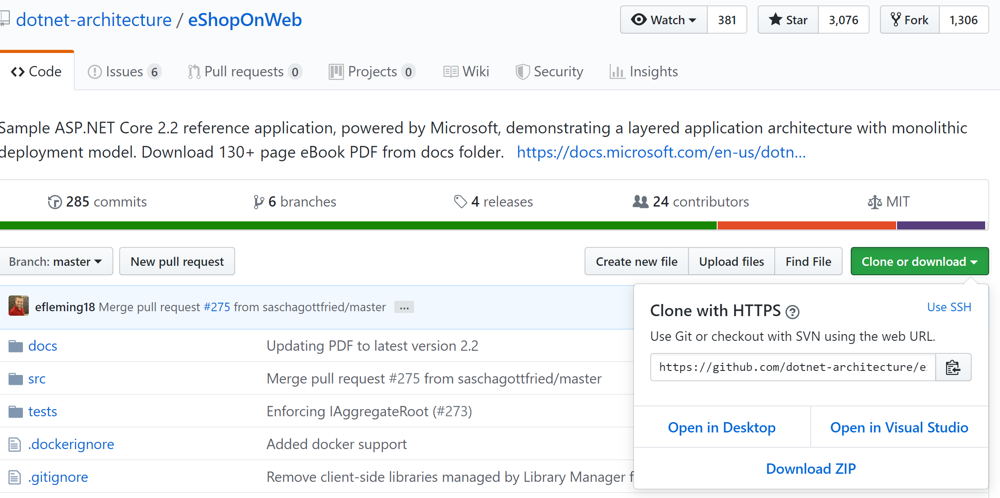 dotnet-architecture / eShopOnWeb
Watch 381 Star 3,076 Fork 1,306
Code Issues 6 Pull requests 0 Projects 0 Wiki Security Insights
Sample ASP.NET Core 2.2 reference application, powered by Microsoft, demonstrating a layered application architecture with monolithic
deployment model. Download 130+ page eBook PDF from docs folder. https://docs.microsoft.com/en-us/dotn...
285 commits 6 branches 4 releases 24 contributors MIT
Branch: master New pull request Create new file Upload files Find File Clone or download
efleming18 Merge pull request #275 from saschagottfried/master ...
docs Updating PDF to latest version 2.2
src Merge pull request #275 from saschagottfried/master
tests Enforcing IAggregateRoot (#273)
.dockerignore Added docker support
.gitignore Remove client-side libraries managed by Library Manager f
Clone with HTTPS ? Use SSH
Use Git or checkout with SVN using the web URL.
https://github.com/dotnet-architecture/eS
Open in Desktop Open in Visual Studio
Download ZIP